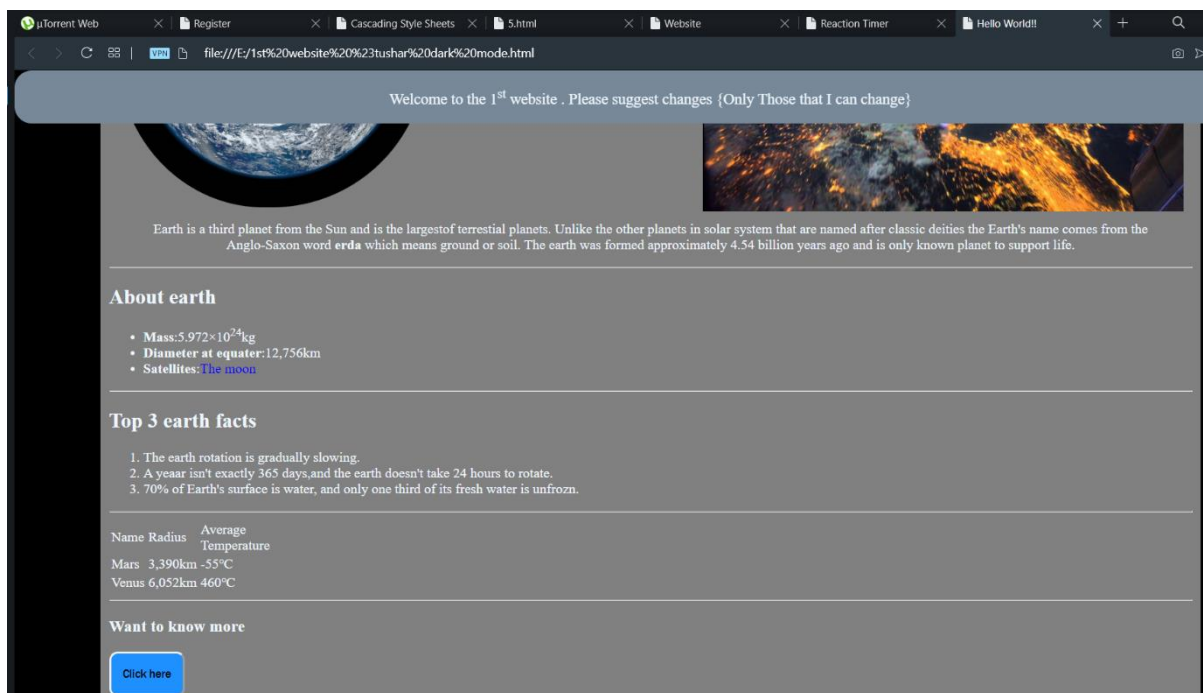 µTorrent Web
Register
Cascading Style Sheets
5.html
Website
Reaction Timer
Hello World!!
VPN file:///E:/1st%20website%20%23tushar%20dark%20mode.html
Welcome to the 1st website . Please suggest changes {Only Those that I can change}
Earth is a third planet from the Sun and is the largestof terrestial planets. Unlike the other planets in solar system that are named after classic deities the Earth's name comes from the
Anglo-Saxon word erda which means ground or soil. The earth was formed approximately 4.54 billion years ago and is only known planet to support life.
About earth
• Mass:5.972×10²⁴kg
• Diameter at equater:12,756km
• Satellites:The moon
Top 3 earth facts
1. The earth rotation is gradually slowing.
2. A yeaar isn't exactly 365 days,and the earth doesn't take 24 hours to rotate.
3. 70% of Earth's surface is water, and only one third of its fresh water is unfrozn.
Name Radius Average
Temperature
Mars 3,390km -55°C
Venus 6,052km 460°C
Want to know more
Click here